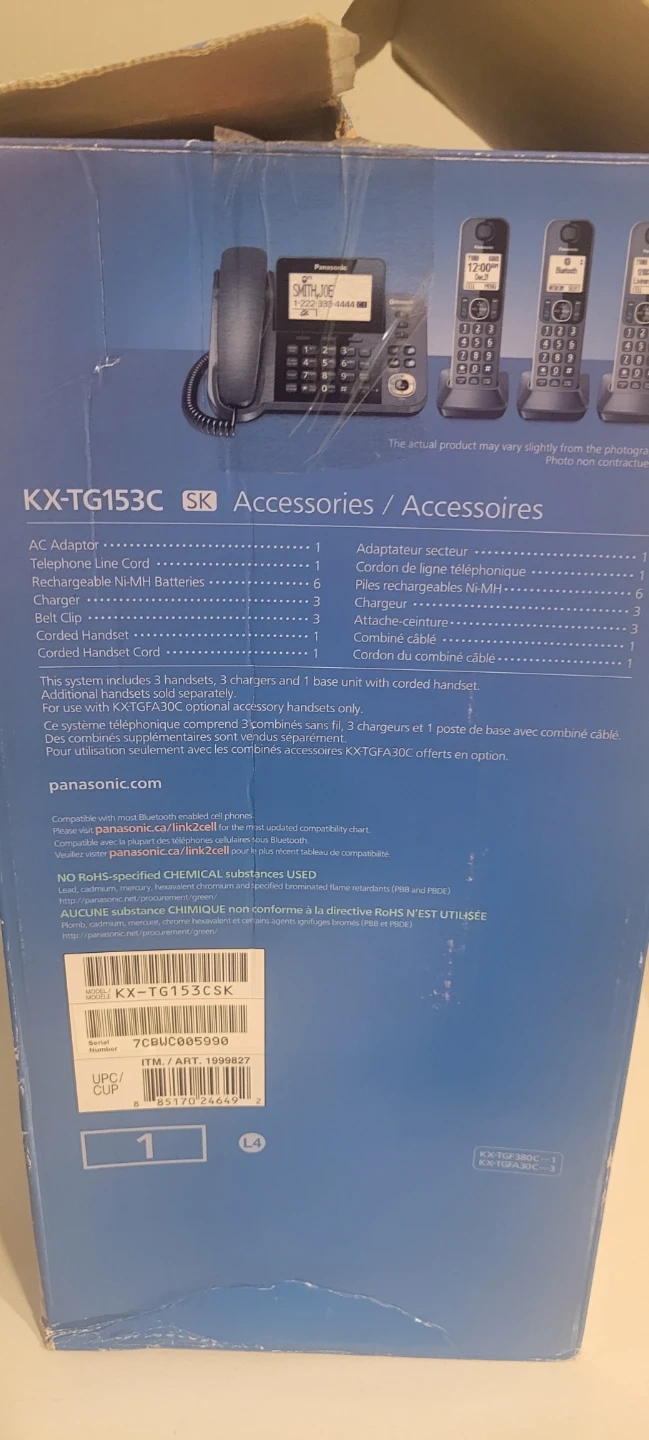 Panasonic
SMITH,JOE
1-222-333-4444
12:00
Bluetooth
The actual product may vary slightly from the photogra
Photo non contractue
KX-TG153C SK Accessories / Accessoires
AC Adaptor 1
Telephone Line Cord 1
Rechargeable Ni-MH Batteries 6
Charger 3
Belt Clip 3
Corded Handset 1
Corded Handset Cord 1
Adaptateur secteur 1
Cordon de ligne téléphonique 1
Piles rechargeables Ni-MH 6
Chargeur 3
Attache-ceinture 3
Combiné câblé 1
Cordon du combiné câblé 1
This system includes 3 handsets, 3 chargers and 1 base unit with corded handset.
Additional handsets sold separately.
For use with KX-TGFA30C optional accessory handsets only.
Ce système téléphonique comprend 3 combinés sans fil, 3 chargeurs et 1 poste de base avec combiné câblé.
Des combinés supplémentaires sont vendus séparément.
Pour utilisation seulement avec les combinés accessoires KX-TGFA30C offerts en option.
panasonic.com
Compatible with most Bluetooth enabled cell phones.
Please visit panasonic.ca/link2cell for the most updated compatibility chart.
Compatible avec la plupart des téléphones cellulaires sous Bluetooth.
Veuillez visiter panasonic.ca/link2cell pour le plus récent tableau de compatibilité.
NO RoHS-specified CHEMICAL substances USED
Lead, cadmium, mercury, hexavalent chromium and specified brominated flame retardants (PBB and PBDE)
http://panasonic.net/procurement/green/
AUCUNE substance CHIMIQUE non conforme à la directive RoHS N'EST UTILISÉE
Plomb, cadmium, mercure, chrome hexavalent et certains agents ignifuges bromés (PBB et PBDE)
http://panasonic.net/procurement/green/
MODEL/
MODÈLE KX-TG153CSK
Serial
Number 7CBWC005990
ITM. / ART. 1999827
UPC/
CUP
8 85170 24649 2
1
L4
KX-TGF380C—1
KX-TGFA30C—3